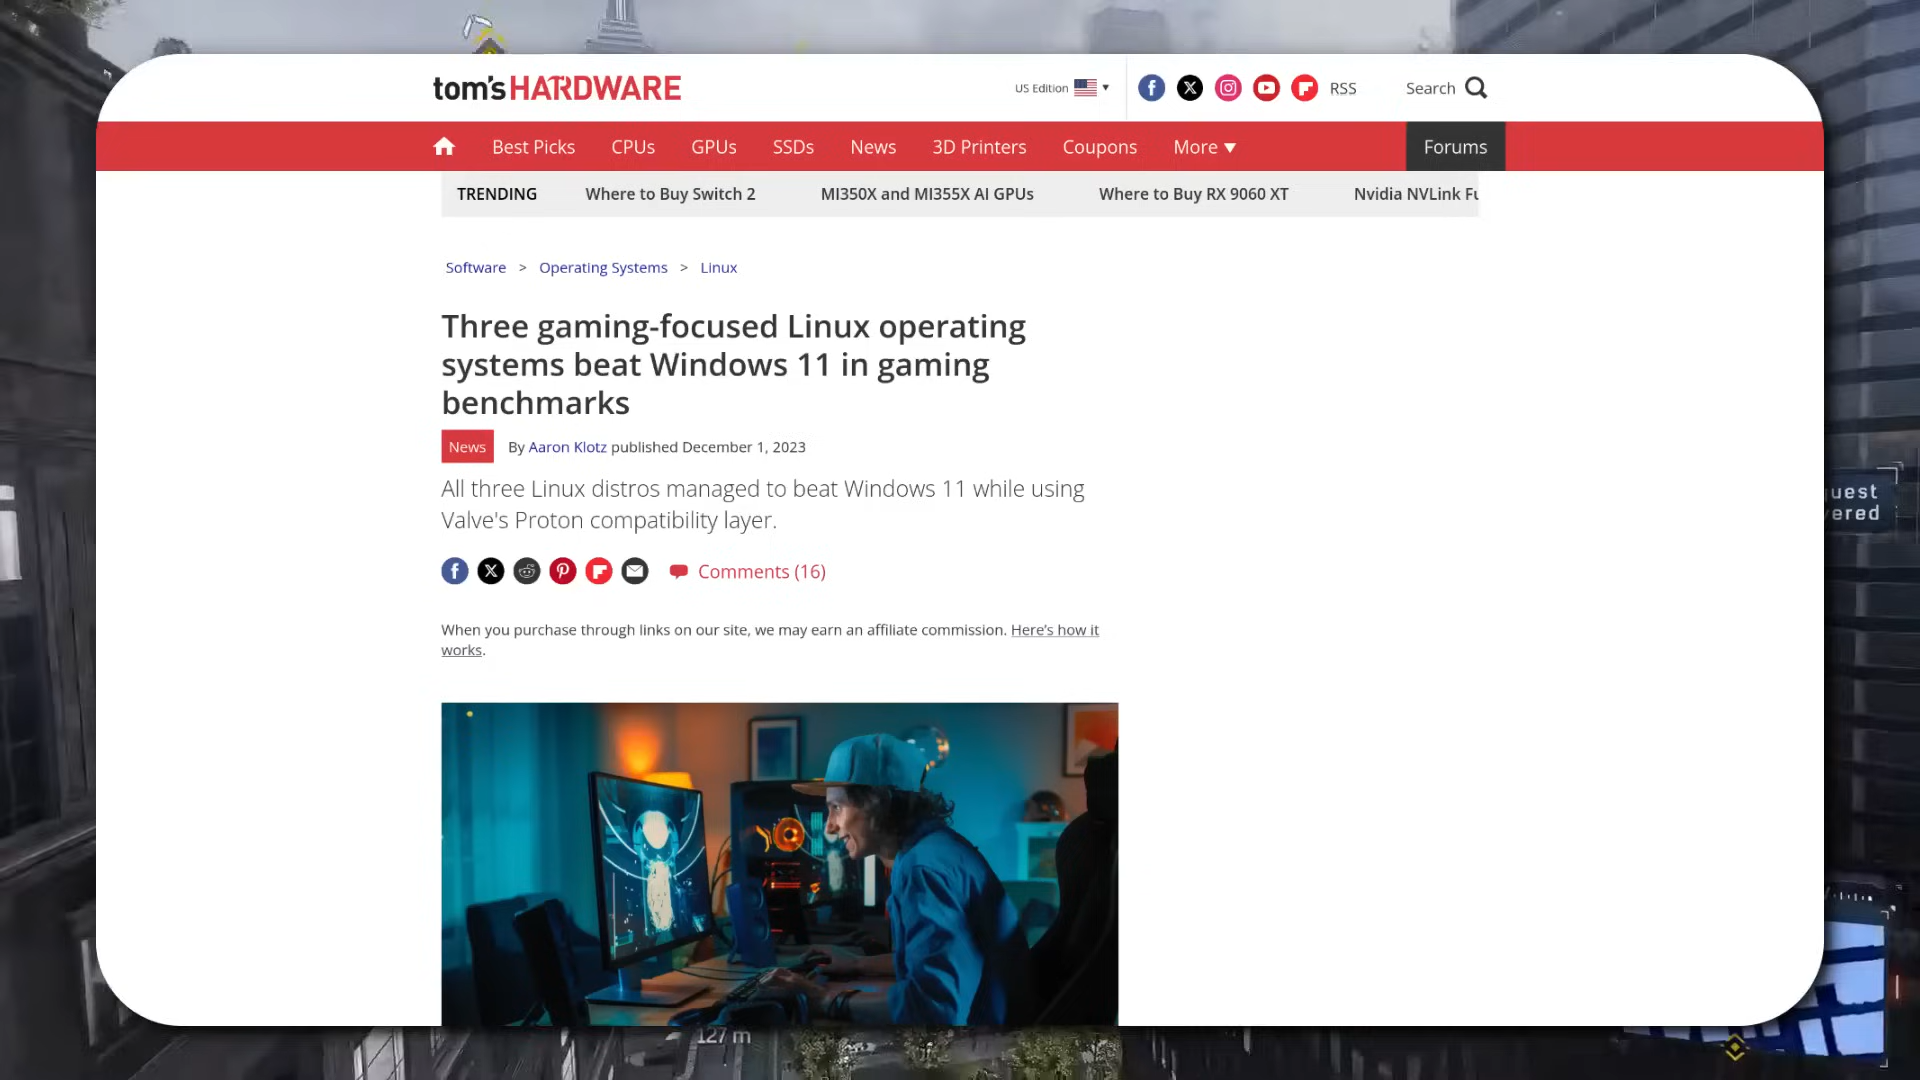 tom's HARDWARE
US Edition
RSS
Search
Best Picks
CPUs
GPUs
SSDs
News
3D Printers
Coupons
More
Forums
TRENDING
Where to Buy Switch 2
MI350X and MI355X AI GPUs
Where to Buy RX 9060 XT
Nvidia NVLink Fu
Software > Operating Systems > Linux
Three gaming-focused Linux operating
systems beat Windows 11 in gaming
benchmarks
News
By Aaron Klotz published December 1, 2023
All three Linux distros managed to beat Windows 11 while using
Valve's Proton compatibility layer.
Comments (16)
When you purchase through links on our site, we may earn an affiliate commission. Here's how it
works.
uest
ered
127 m